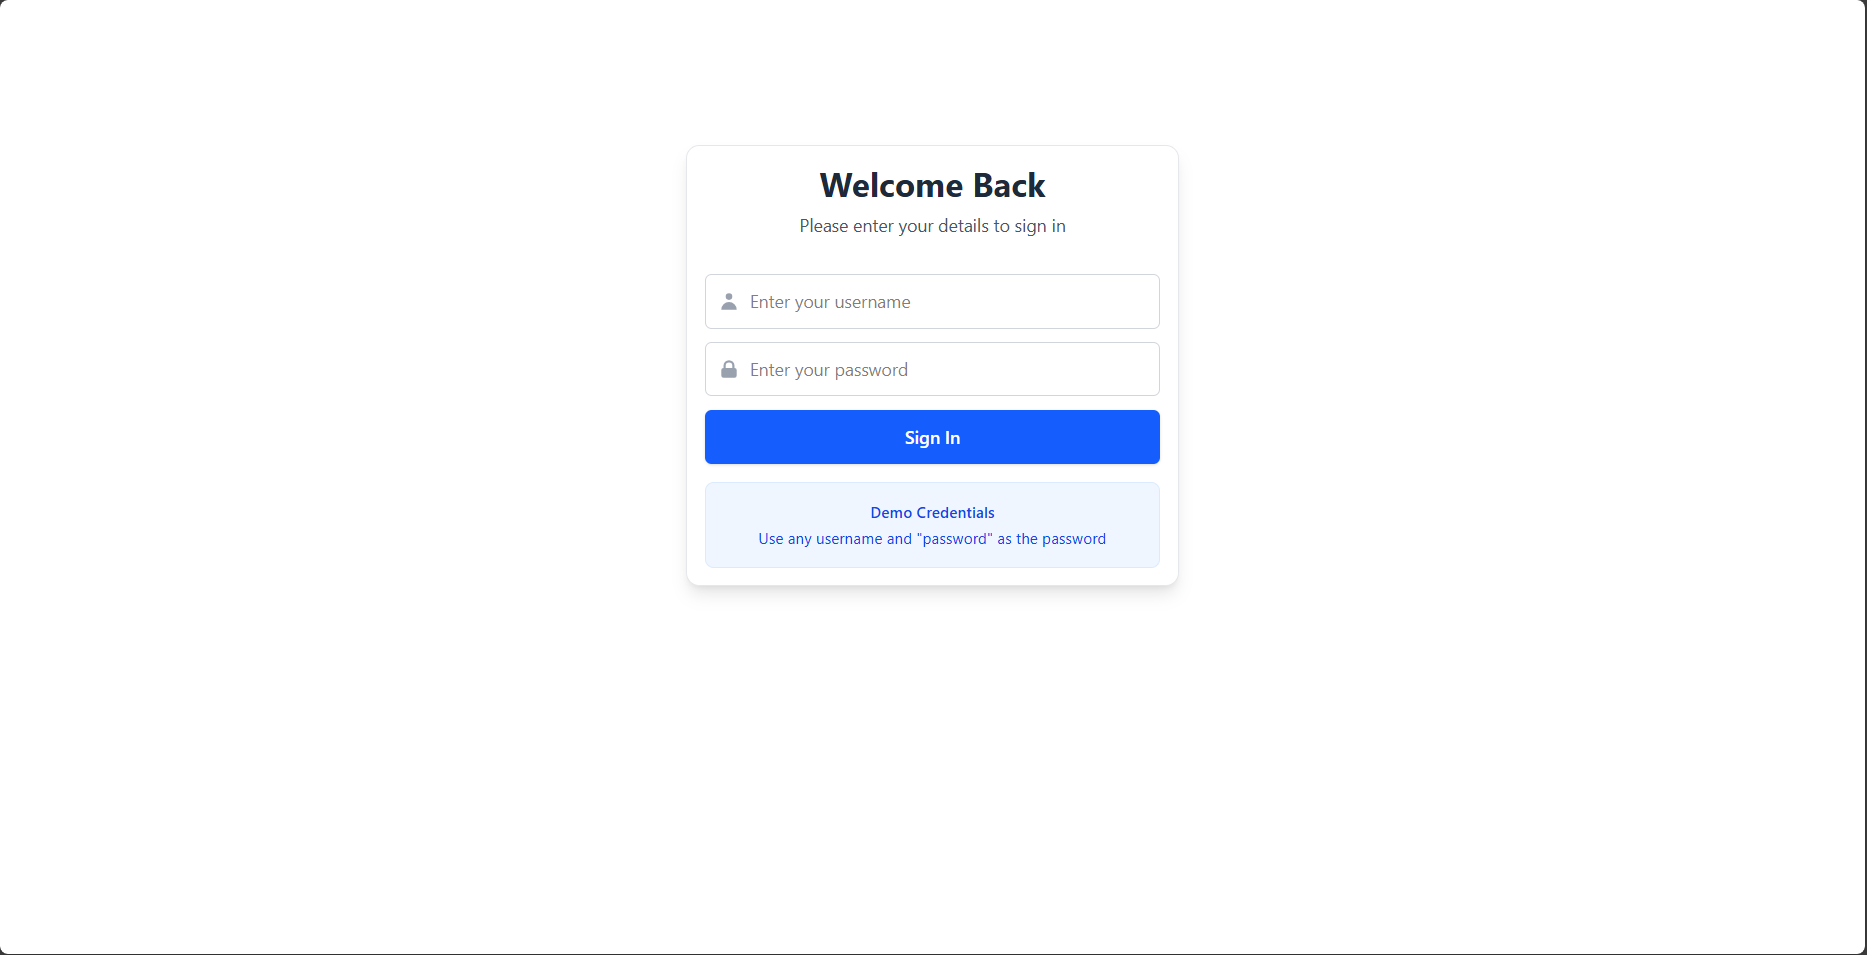 Welcome Back
Please enter your details to sign in
Enter your username
Enter your password
Sign In
Demo Credentials
Use any username and "password" as the password